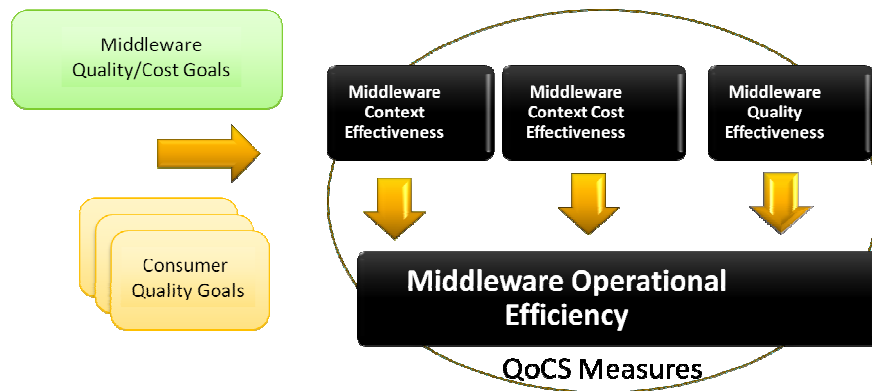 Middleware
Quality/Cost Goals
Middleware
Context
Effectiveness
Middleware
Context Cost
Effectiveness
Middleware
Quality
Effectiveness
Consumer
Quality Goals
Middleware Operational
Efficiency
QoCS Measures